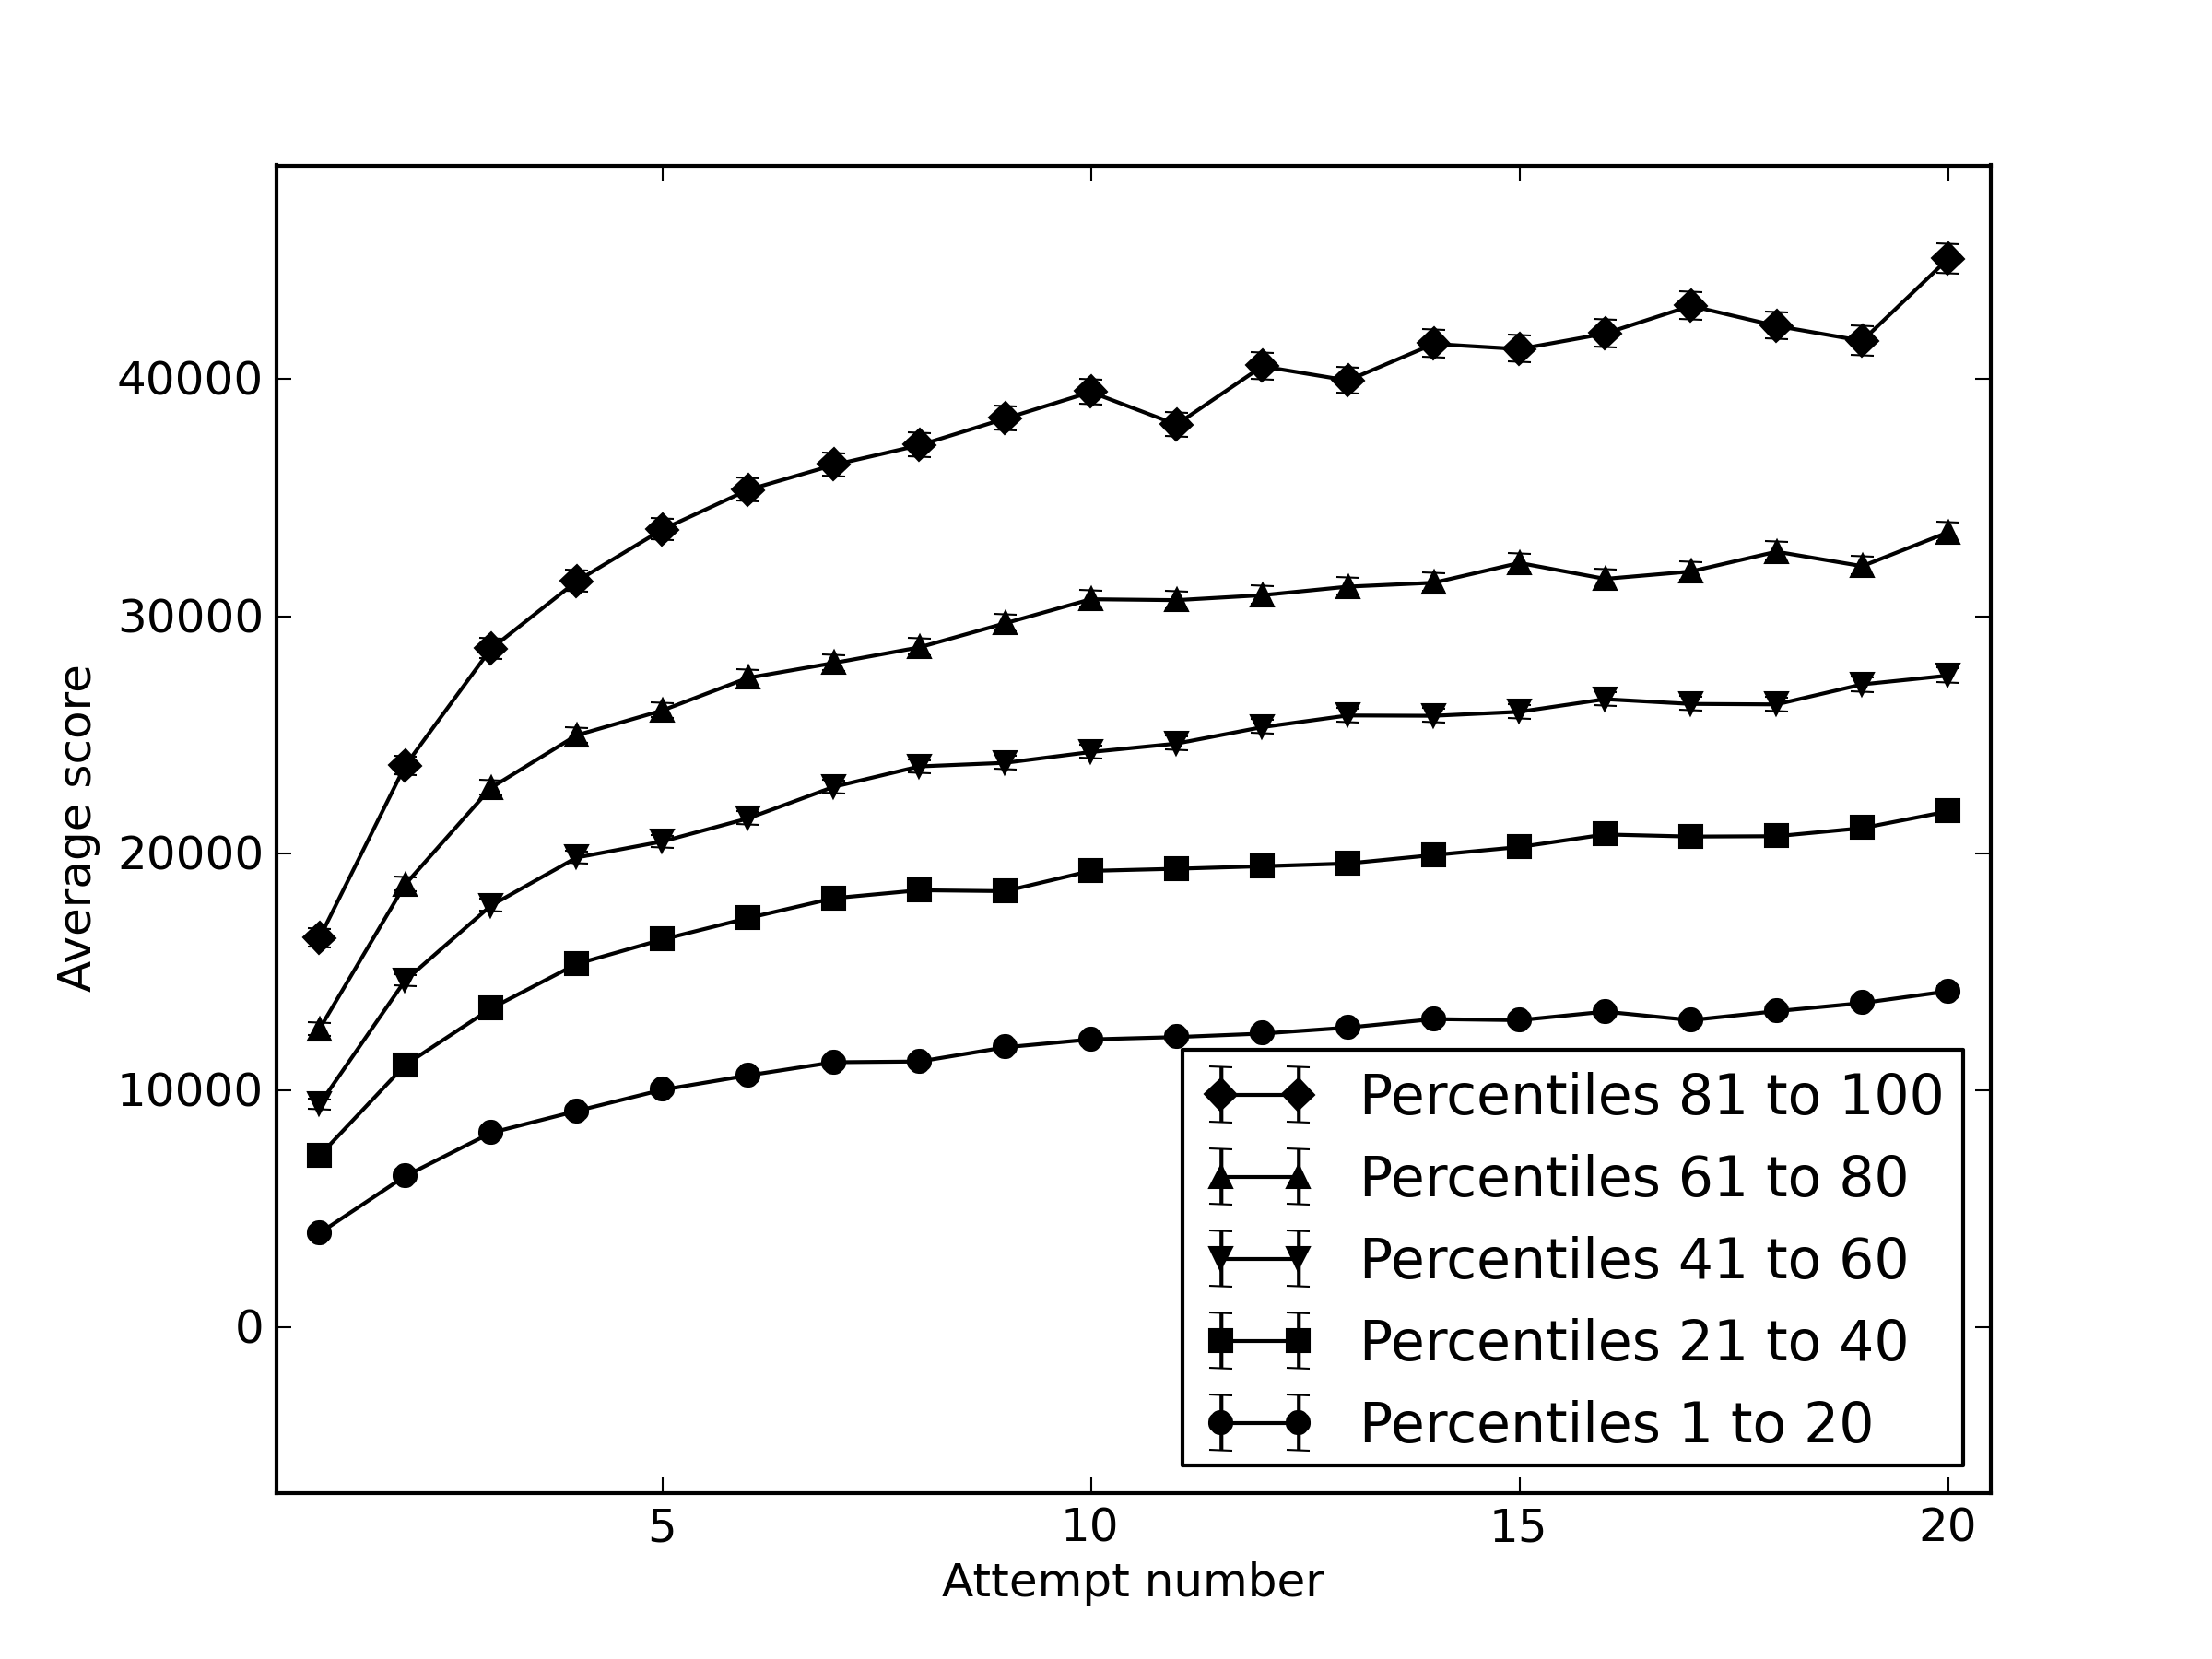 40000
30000
20000
10000
0
Average score
5 10 15 20
Attempt number
Percentiles 81 to 100
Percentiles 61 to 80
Percentiles 41 to 60
Percentiles 21 to 40
Percentiles 1 to 20